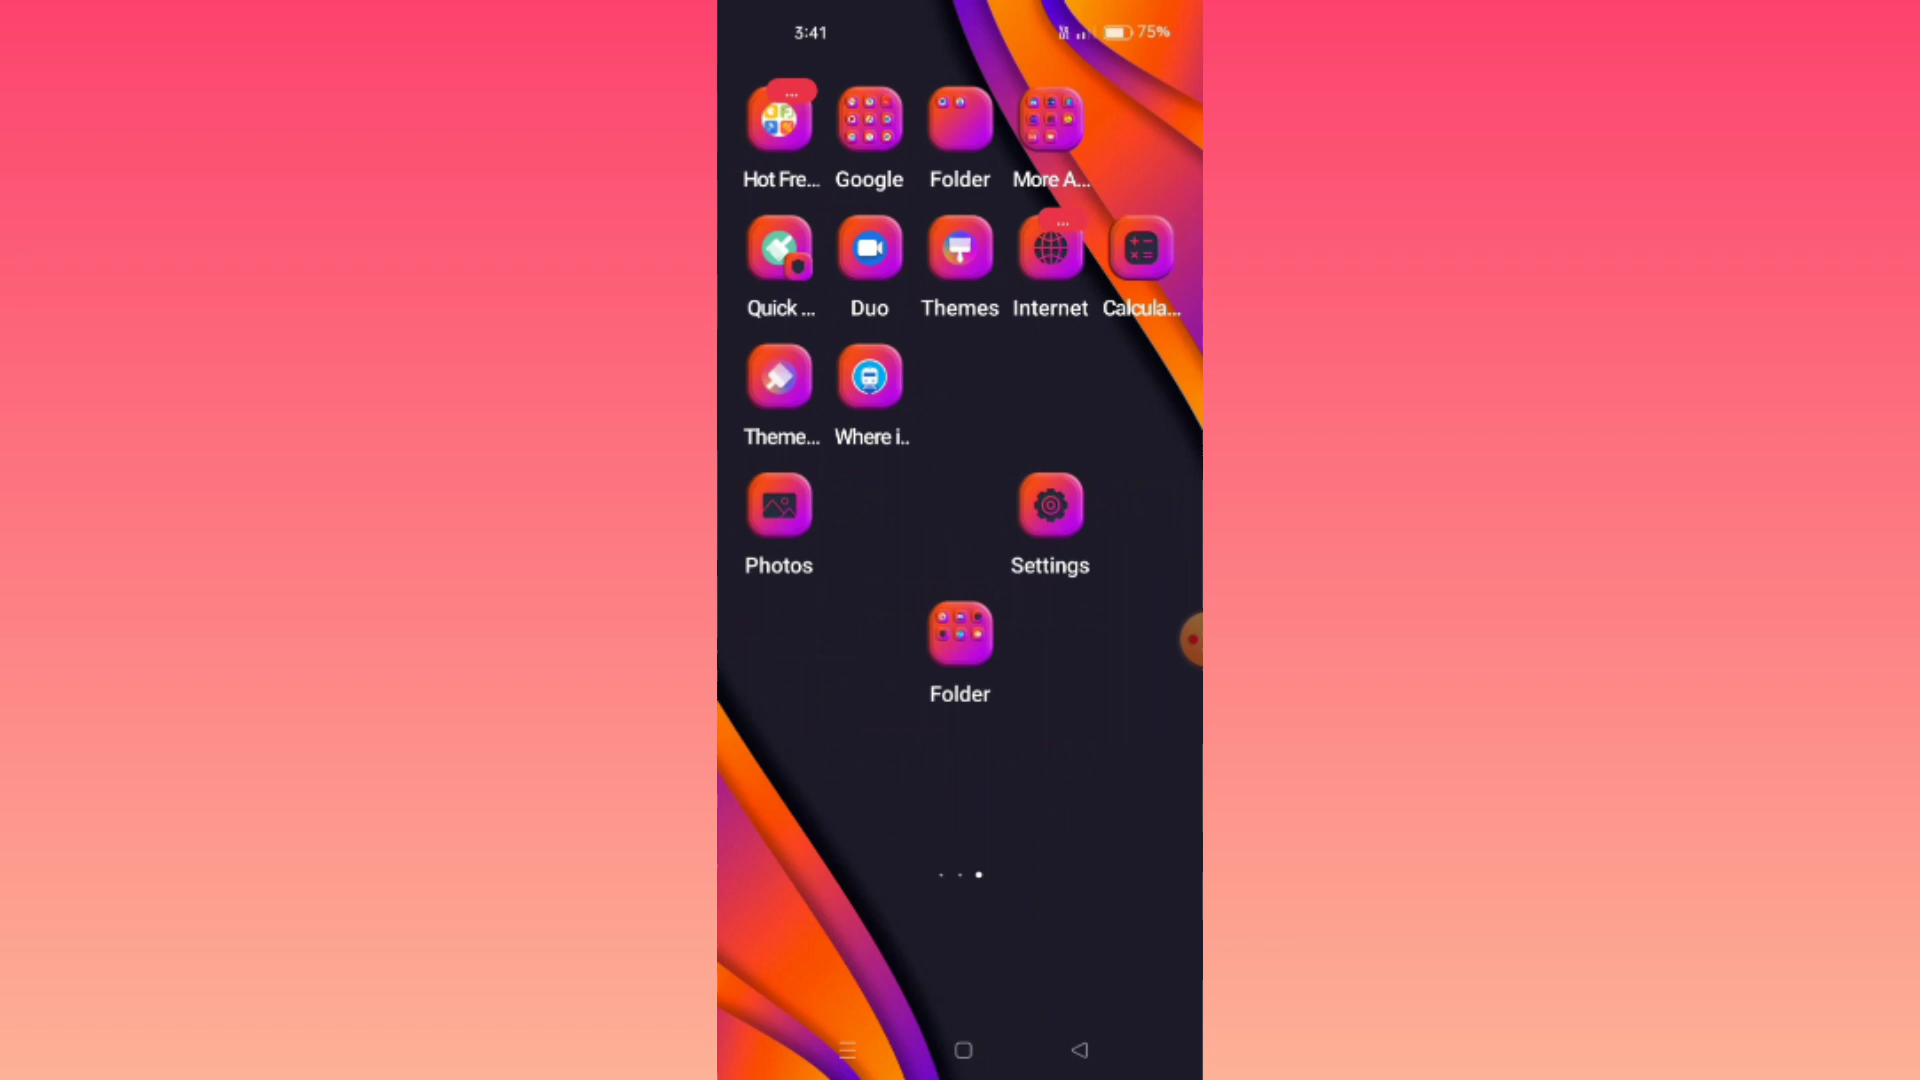 3:41
75%
Hot Fre... Google Folder More A...
Quick ... Duo Themes Internet Calcula...
Theme... Where i..
Photos Settings
Folder